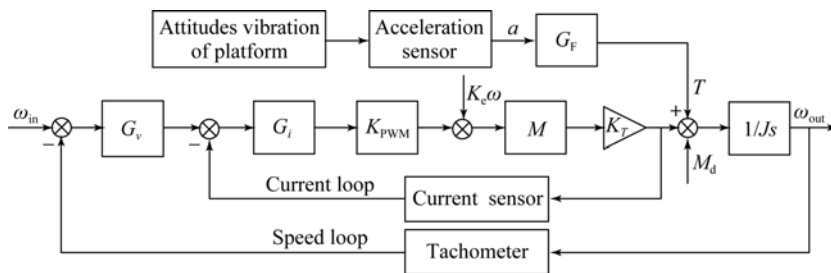 Attitudes vibration
of platform
Acceleration
sensor
a
G_F
T
ω_in
−
G_v
−
G_i
K_PWM
K_eω
M
K_T
+
M_d
1/Js
ω_out
Current loop
Current sensor
Speed loop
Tachometer